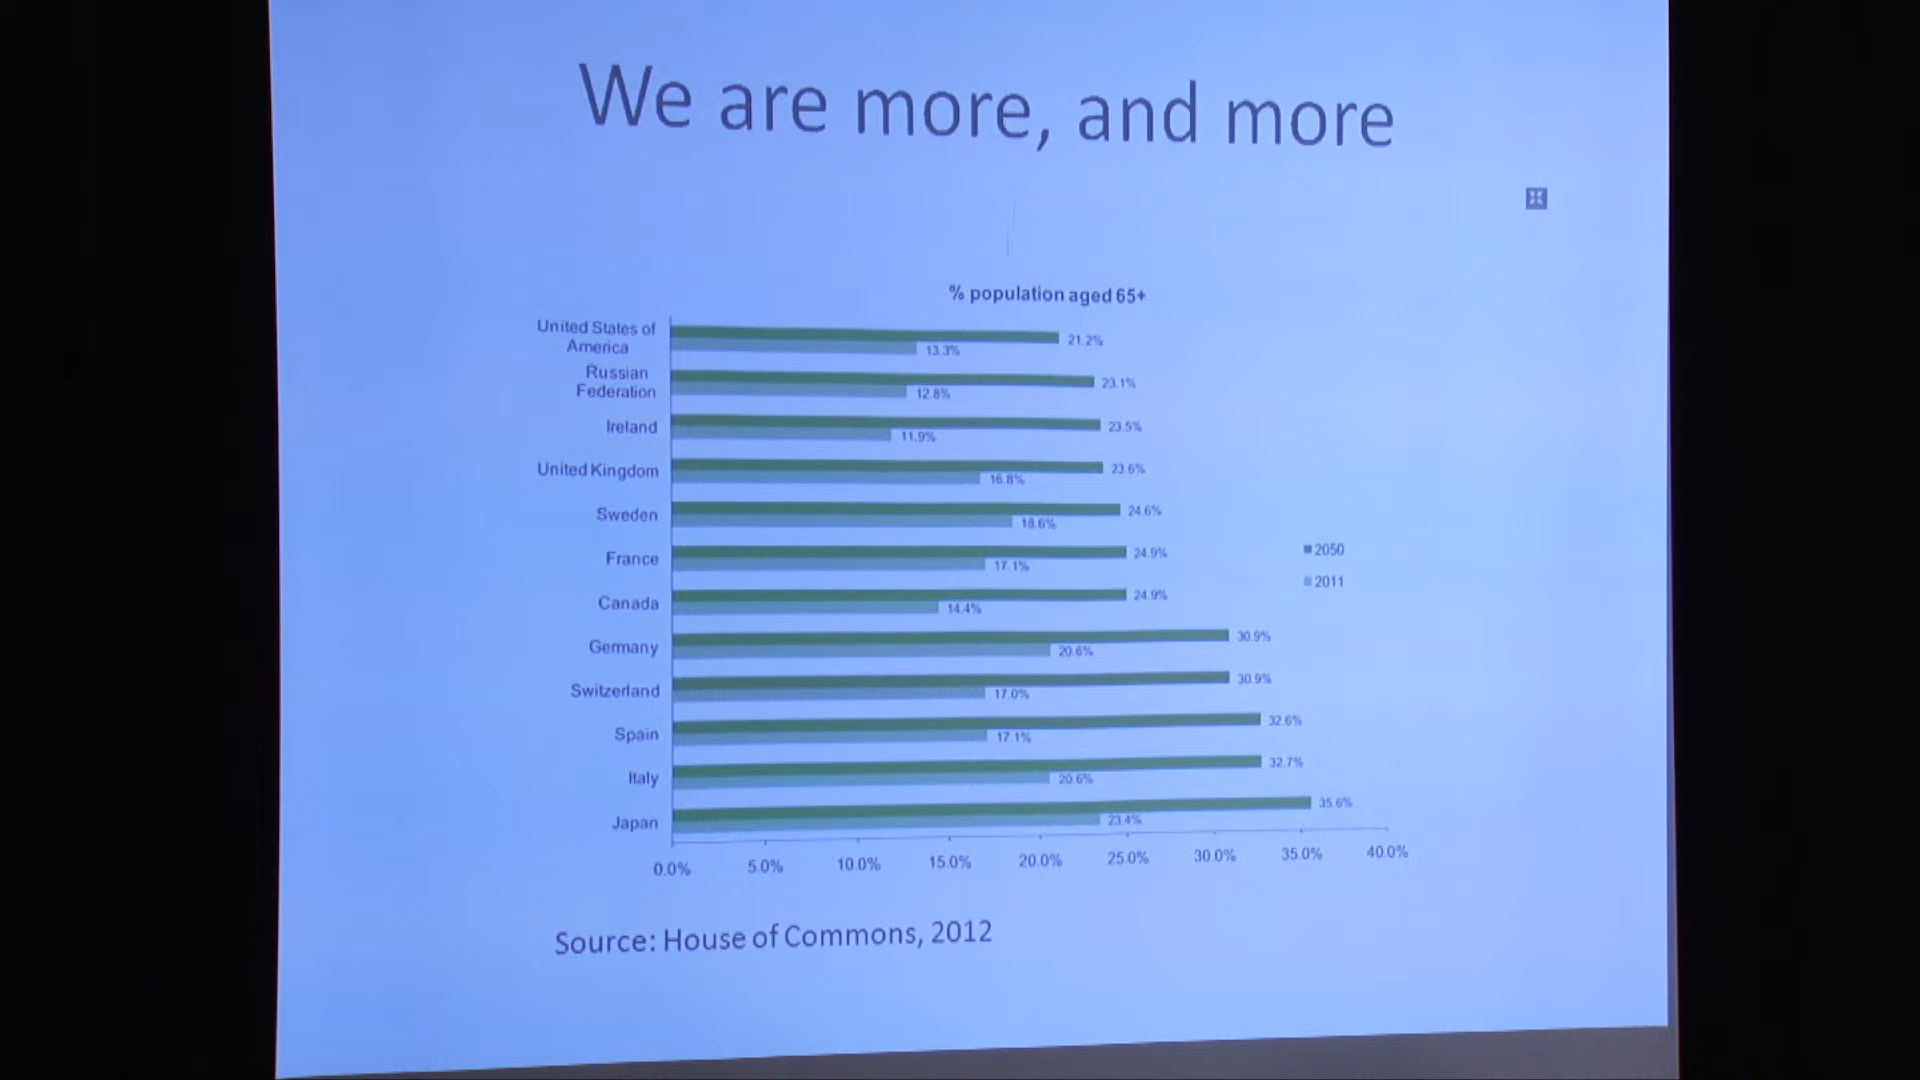 We are more, and more
% population aged 65+
United States of
America
21.2%
13.3%
Russian
Federation
23.1%
12.8%
Ireland
23.5%
11.9%
United Kingdom
23.6%
16.8%
Sweden
24.6%
18.6%
France
24.9%
17.1%
Canada
24.9%
14.4%
Germany
30.9%
20.6%
Switzerland
30.9%
17.0%
Spain
32.6%
17.1%
Italy
32.7%
20.6%
Japan
35.6%
23.4%
2050
2011
0.0% 5.0% 10.0% 15.0% 20.0% 25.0% 30.0% 35.0% 40.0%
Source: House of Commons, 2012